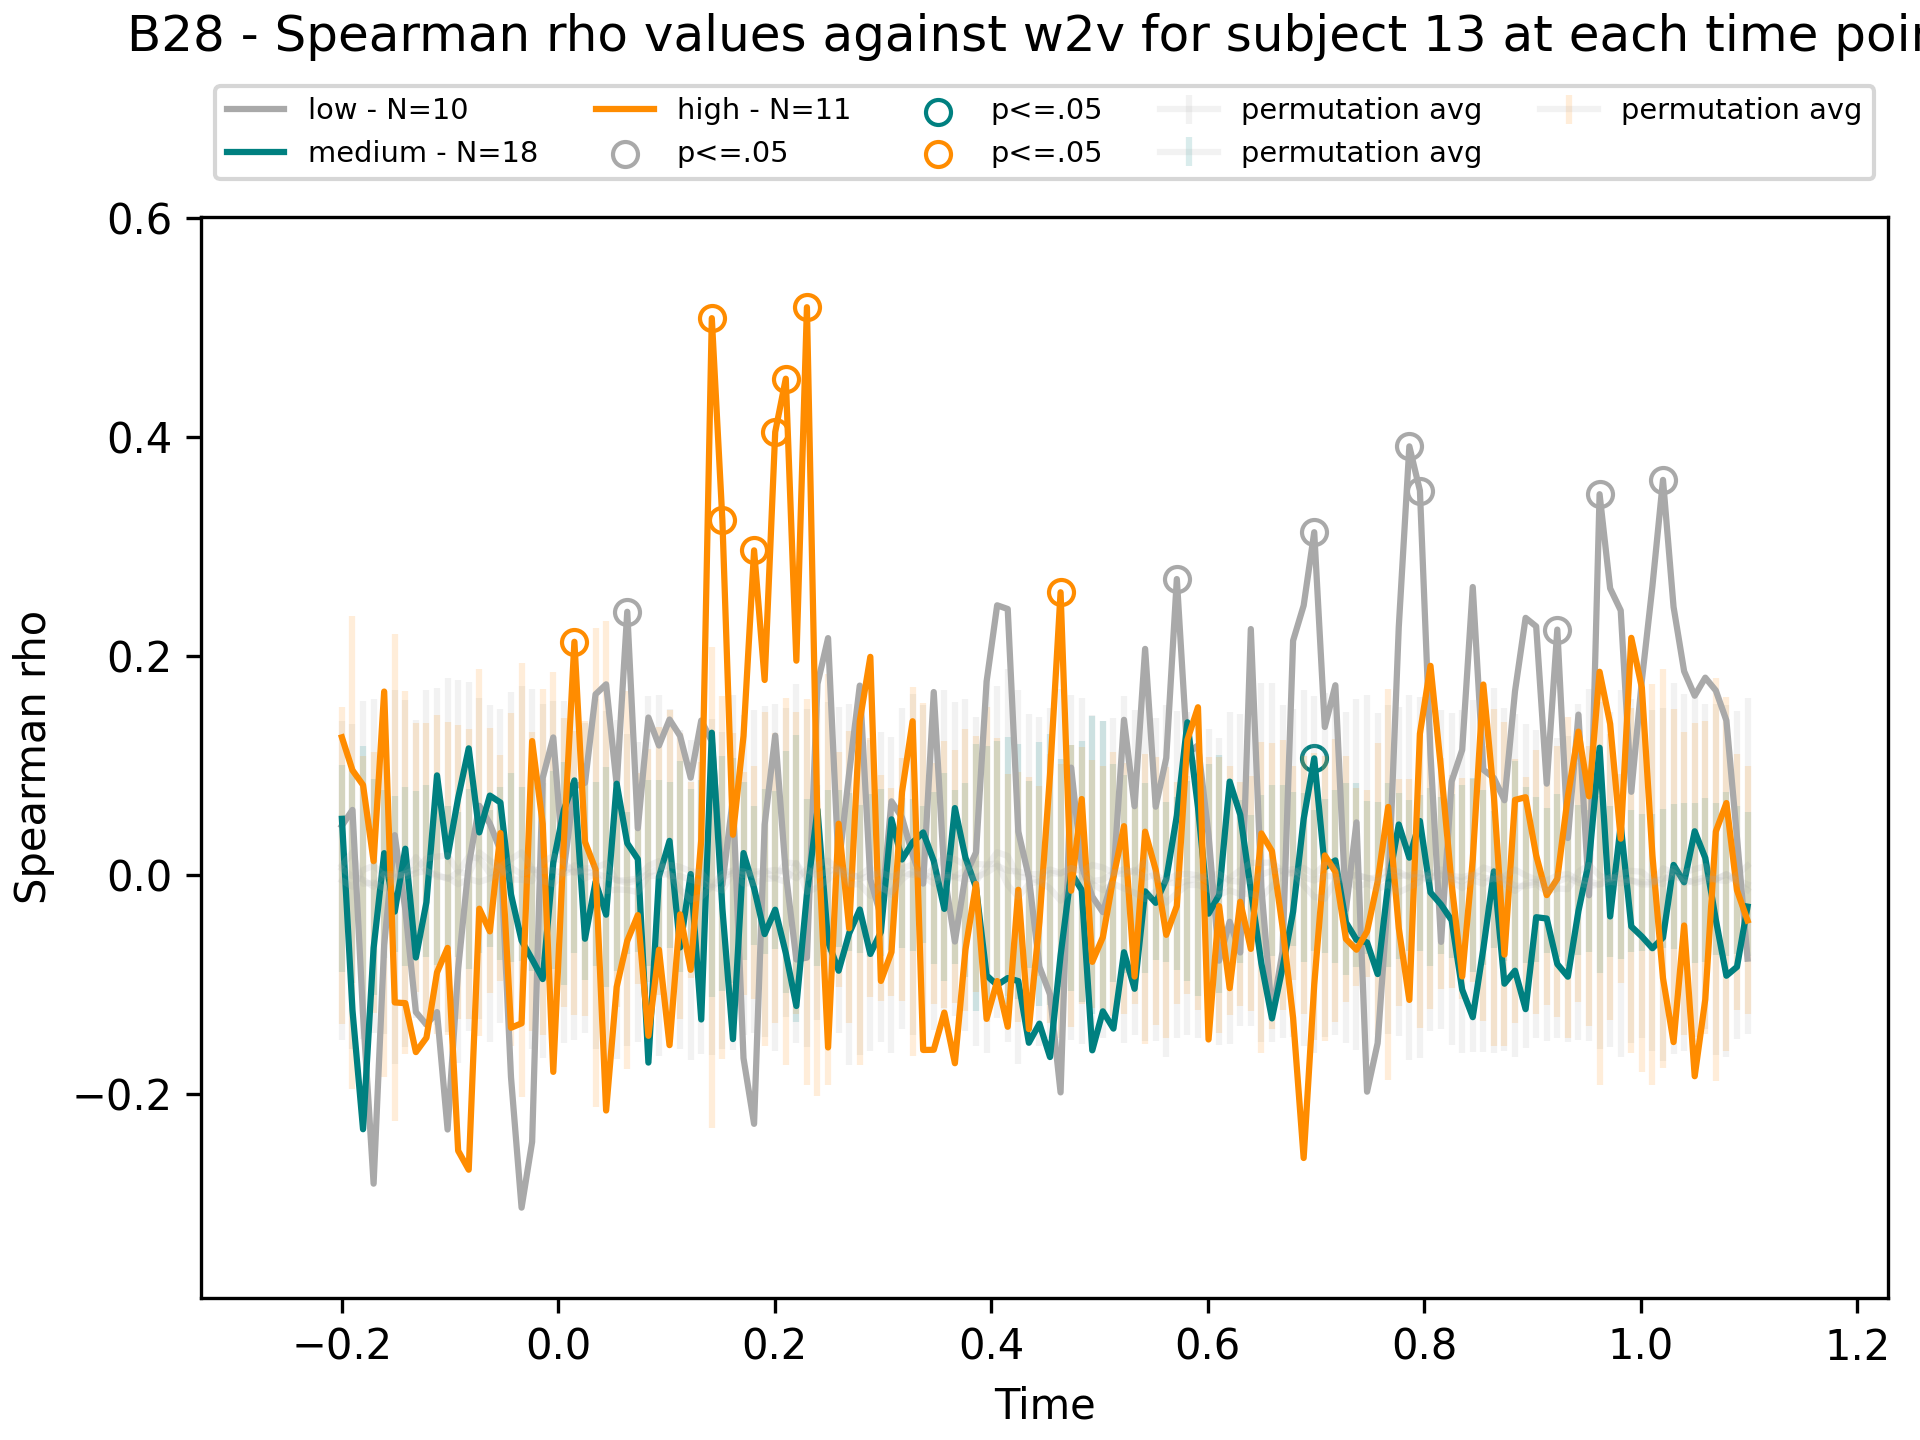 B28 - Spearman rho values against w2v for subject 13 at each time poi
low - N=10
medium - N=18
high - N=11
p<=.05
p<=.05
p<=.05
permutation avg
permutation avg
permutation avg
0.6
0.4
0.2
0.0
−0.2
Spearman rho
−0.2 0.0 0.2 0.4 0.6 0.8 1.0 1.2
Time